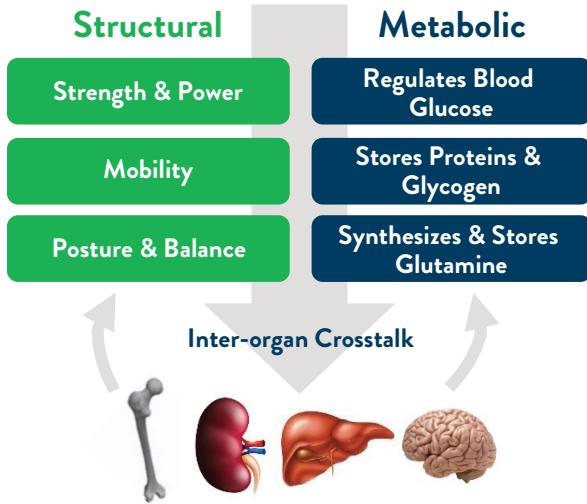 Structural
Metabolic
Strength & Power
Regulates Blood
Glucose
Mobility
Stores Proteins &
Glycogen
Posture & Balance
Synthesizes & Stores
Glutamine
Inter-organ Crosstalk